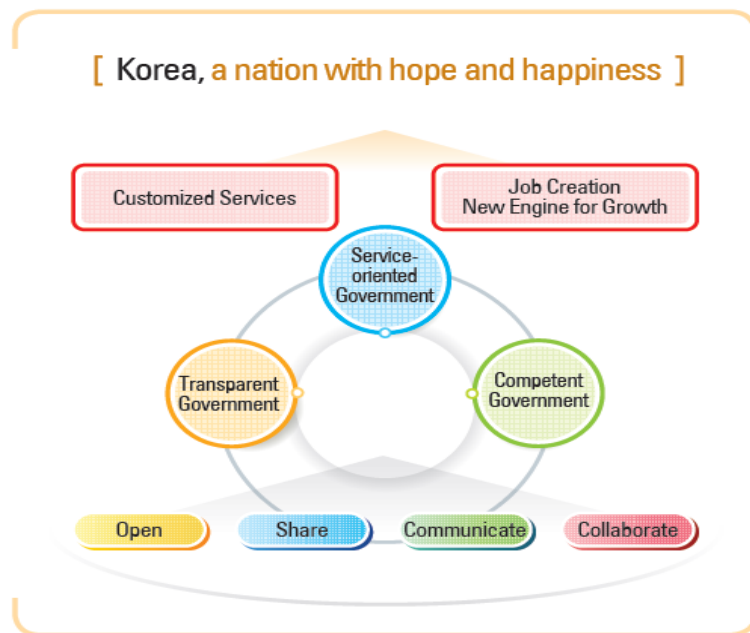 [ Korea, a nation with hope and happiness ]
Customized Services
Job Creation
New Engine for Growth
Service-
oriented
Government
Transparent
Government
Competent
Government
Open
Share
Communicate
Collaborate